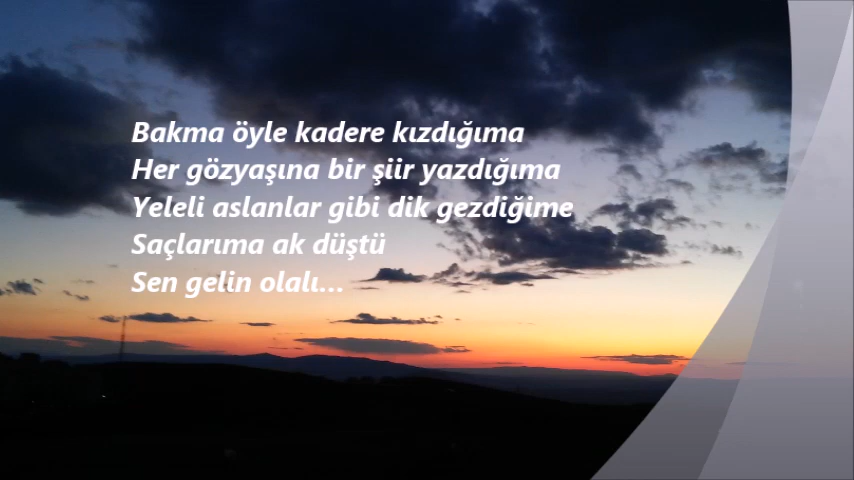 Bakma öyle kadere kızdığıma
Her gözyaşına bir şiir yazdığıma
Yeleli aslanlar gibi dik gezdiğime
Saçlarıma ak düştü
Sen gelin olalı...